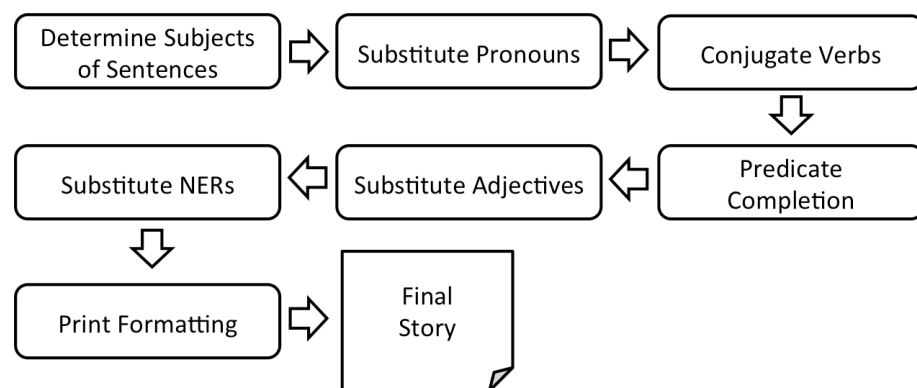 Determine Subjects
of Sentences
Substitute Pronouns
Conjugate Verbs
Predicate
Completion
Substitute Adjectives
Substitute NERs
Print Formatting
Final
Story